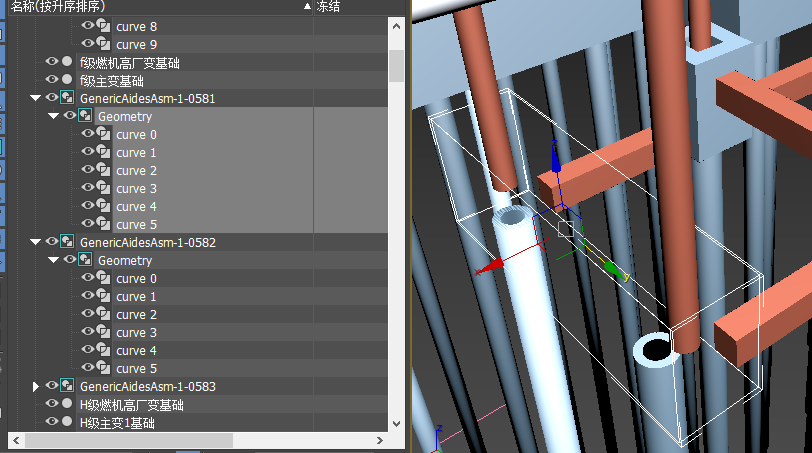 名称(按升序排序)
冻结
curve 8
curve 9
f级燃机高厂变基础
f级主变基础
GenericAidesAsm-1-0581
Geometry
curve 0
curve 1
curve 2
curve 3
curve 4
curve 5
GenericAidesAsm-1-0582
Geometry
curve 0
curve 1
curve 2
curve 3
curve 4
curve 5
GenericAidesAsm-1-0583
H级燃机高厂变基础
H级主变1基础
z
x
y
z